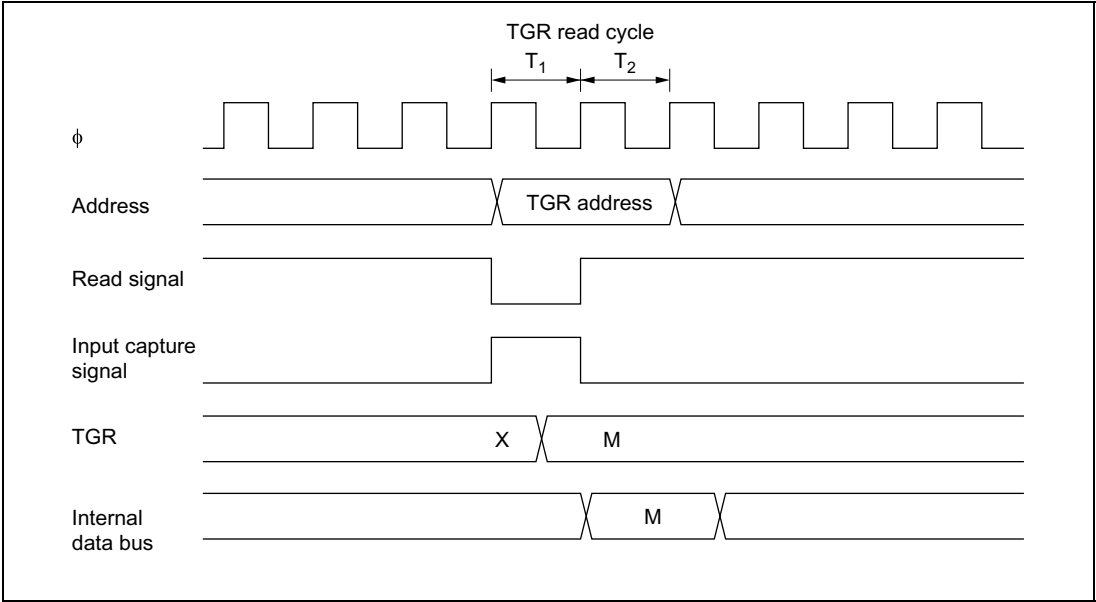 TGR read cycle
T₁ T₂
ϕ
Address
TGR address
Read signal
Input capture
signal
TGR
X M
Internal
data bus
M